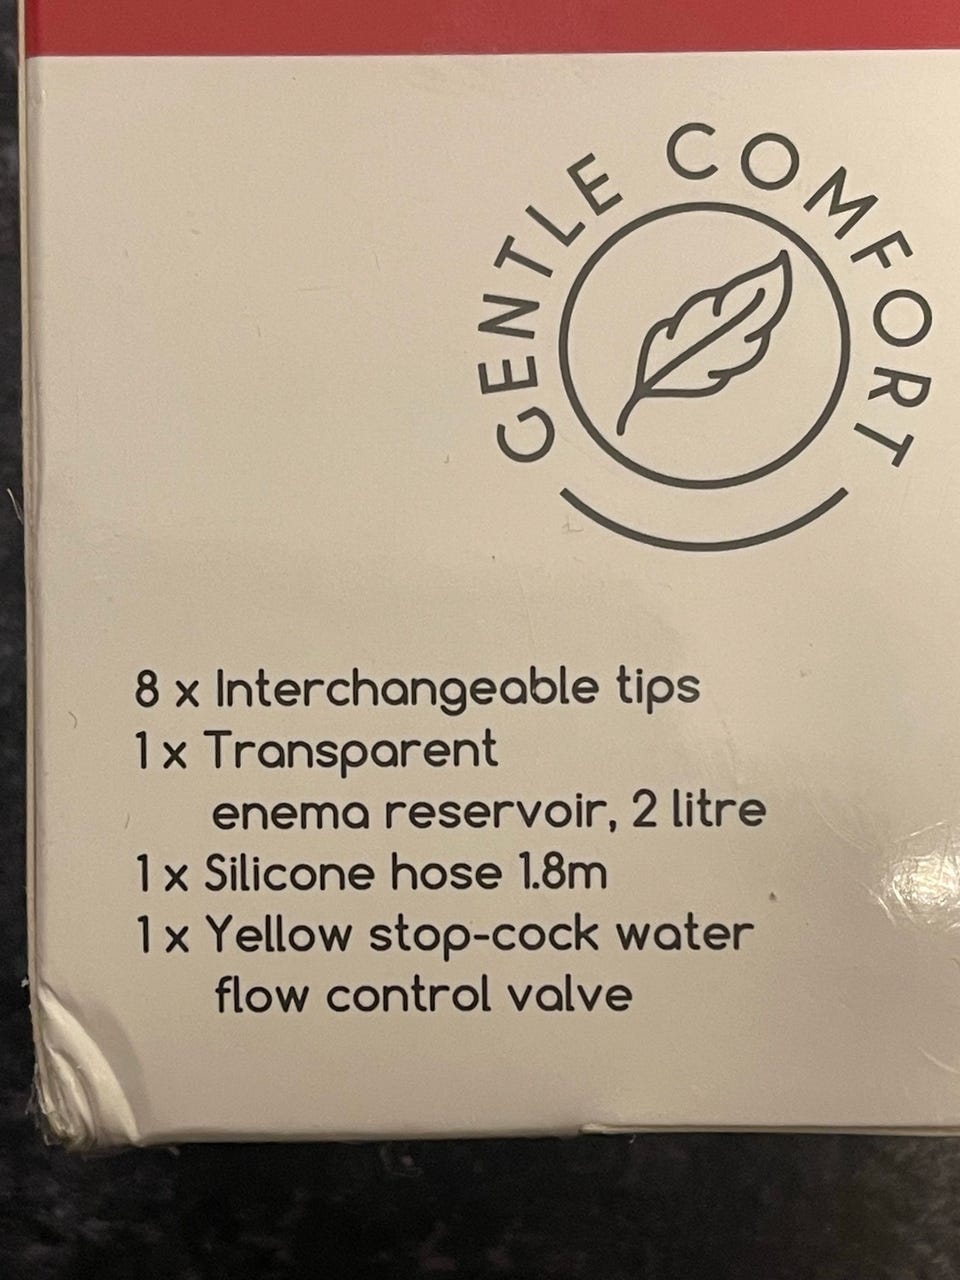 GENTLE COMFORT
8 x Interchangeable tips
1 x Transparent
enema reservoir, 2 litre
1 x Silicone hose 1.8m
1 x Yellow stop-cock water
flow control valve